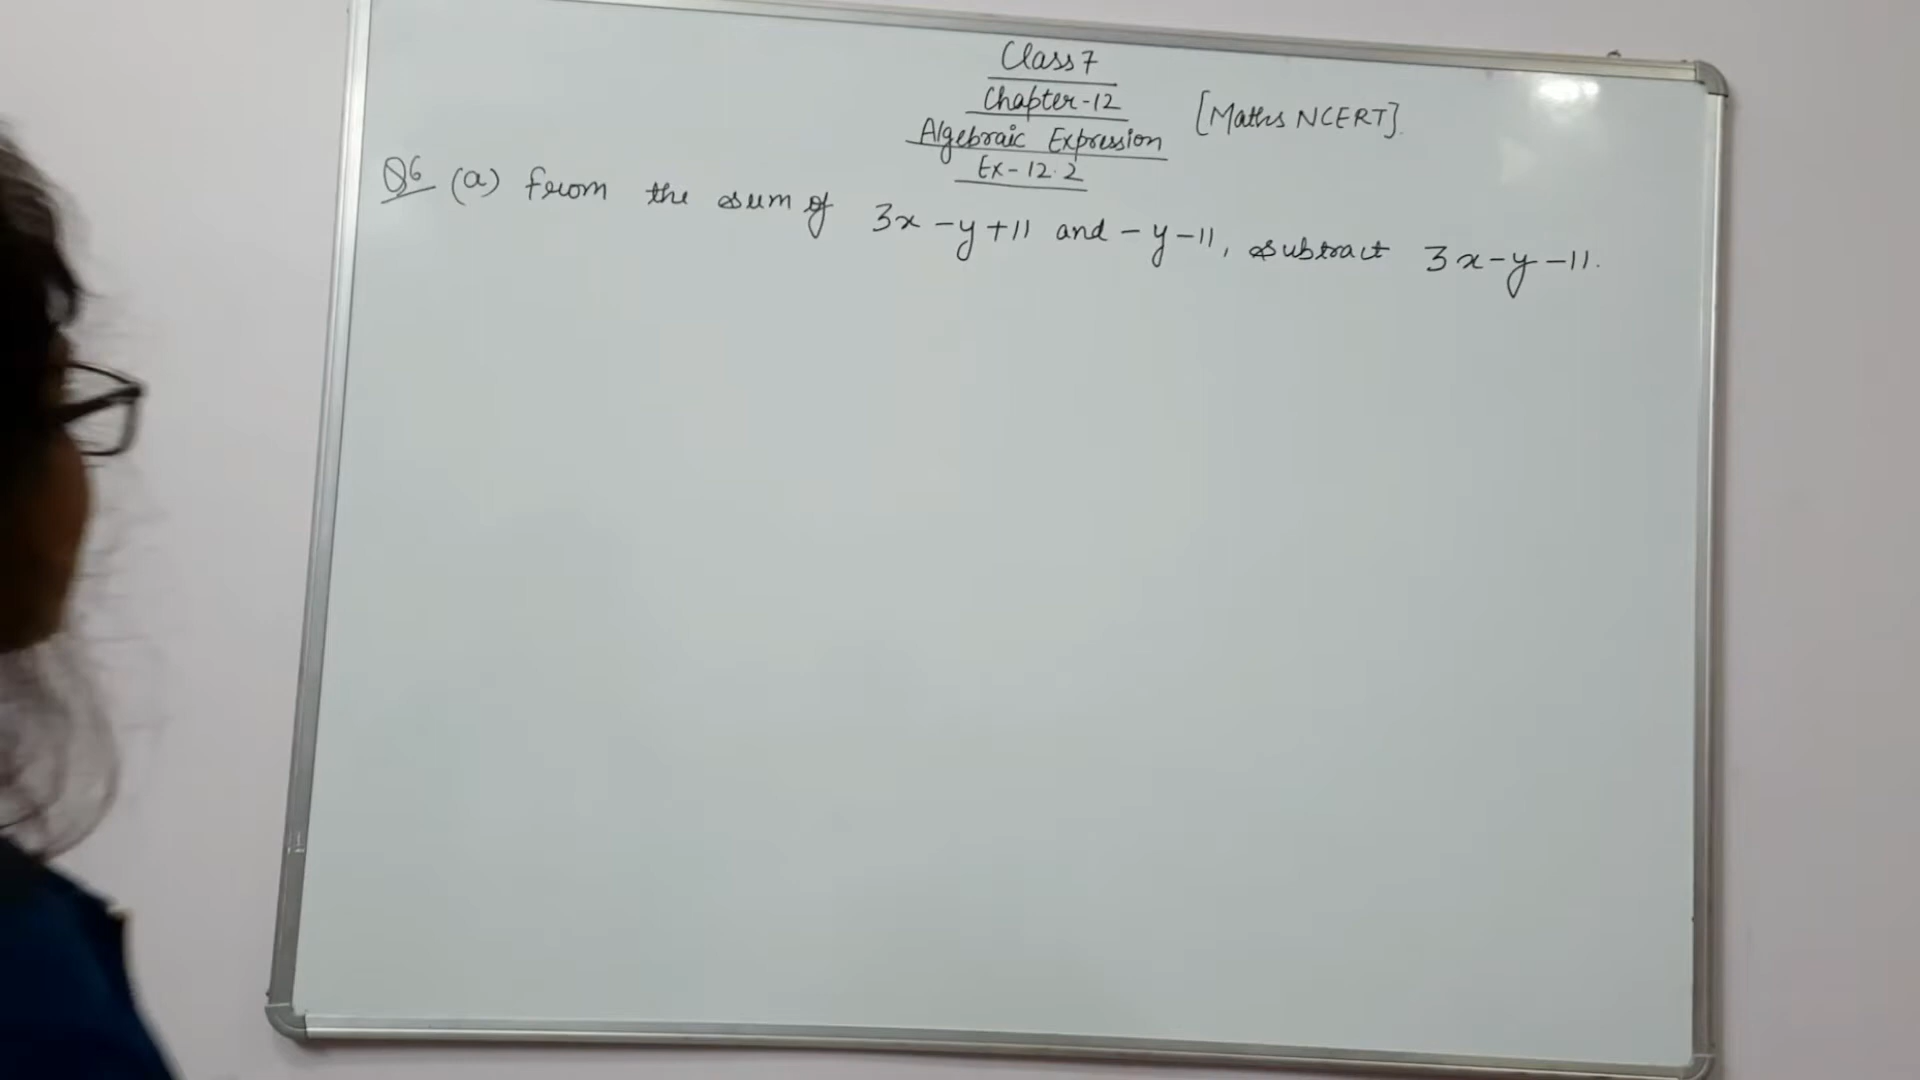 Class 7
Chapter-12
[Maths NCERT].
Algebraic Expression
Ex-12.2
Q6 (a) from the sum of 3x-y+11 and -y-11, subtract 3x-y-11.